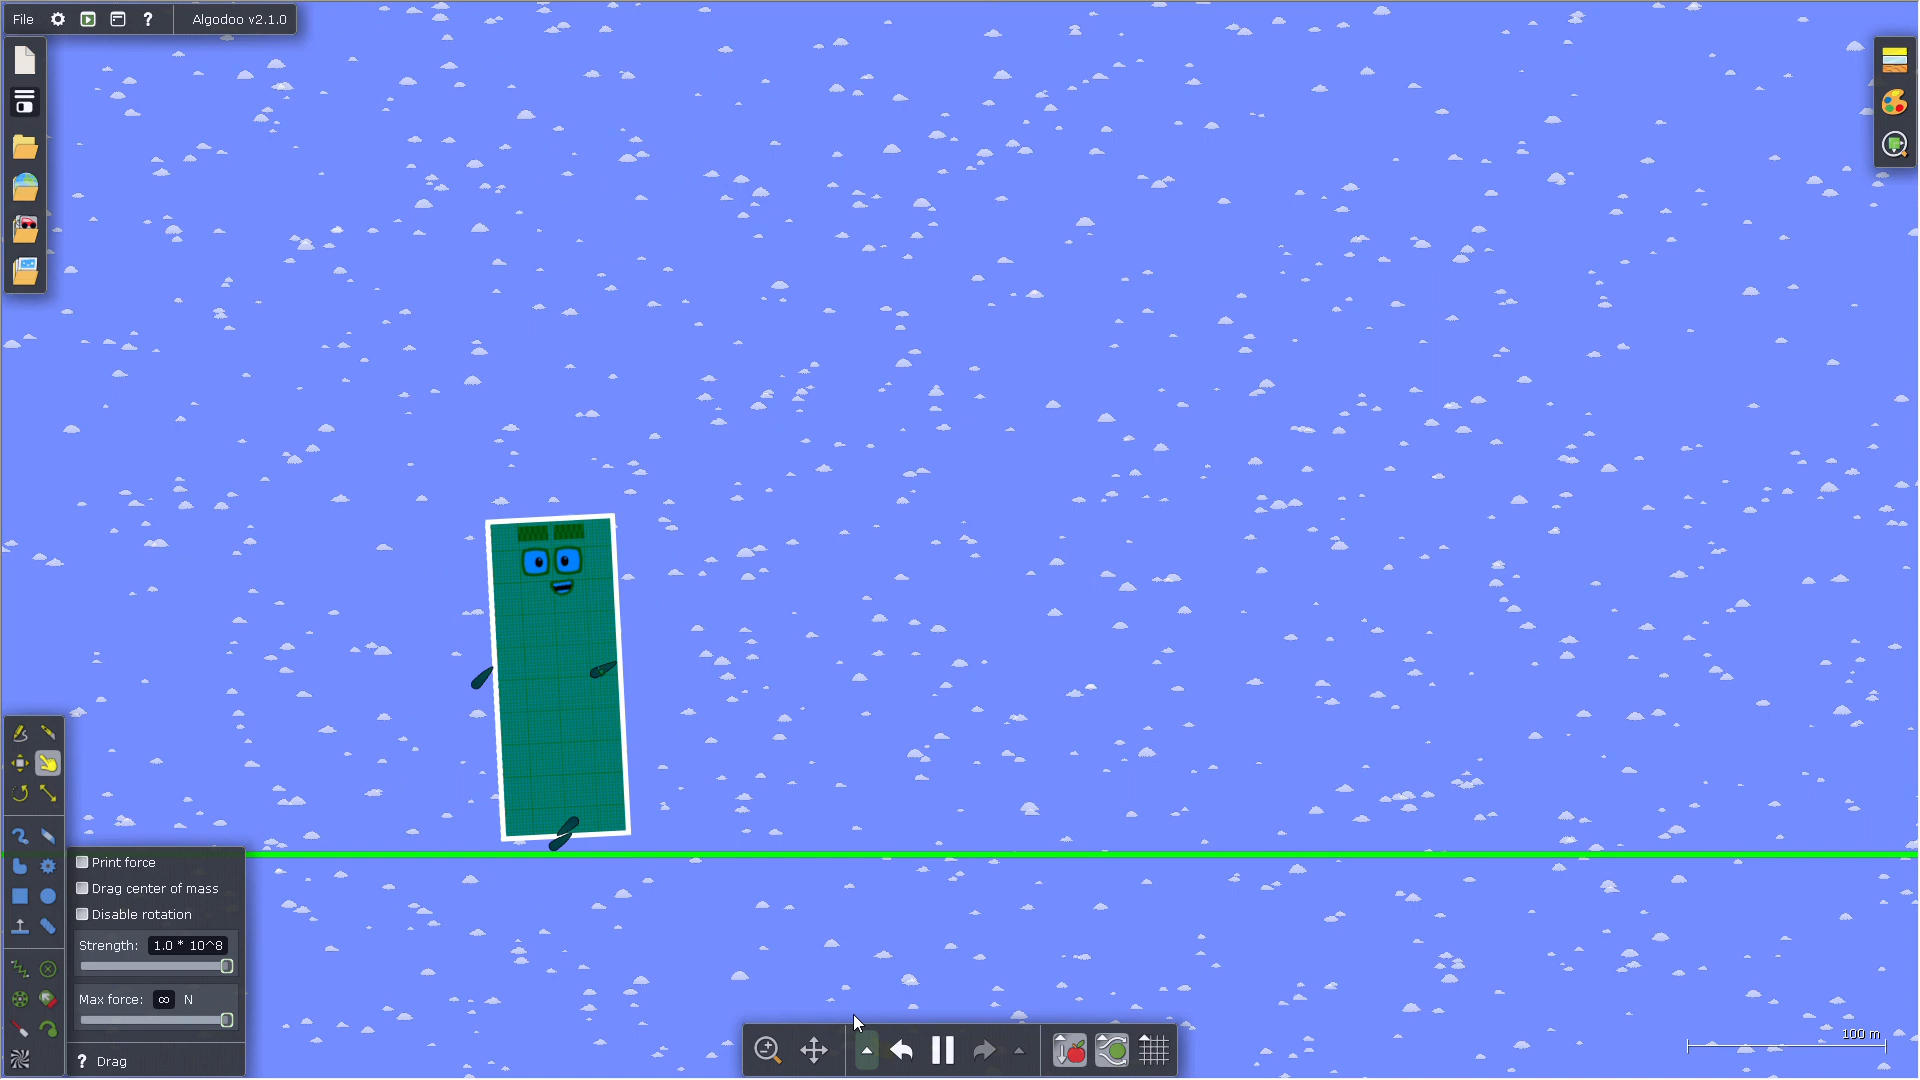 File
? Algodoo v2.1.0
Print force
Drag center of mass
Disable rotation
Strength: 1.0 * 10^8
Max force: ∞ N
? Drag
100 m